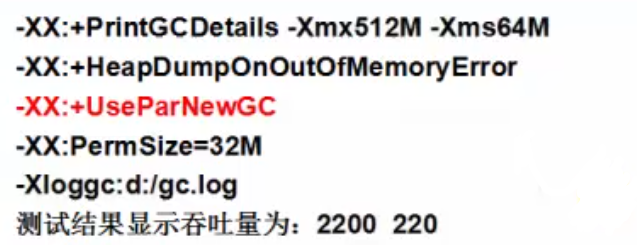 -XX:+PrintGCDetails -Xmx512M -Xms64M
-XX:+HeapDumpOnOutOfMemoryError
-XX:+UseParNewGC
-XX:PermSize=32M
-Xloggc:d:/gc.log
测试结果显示吞吐量为：2200 220